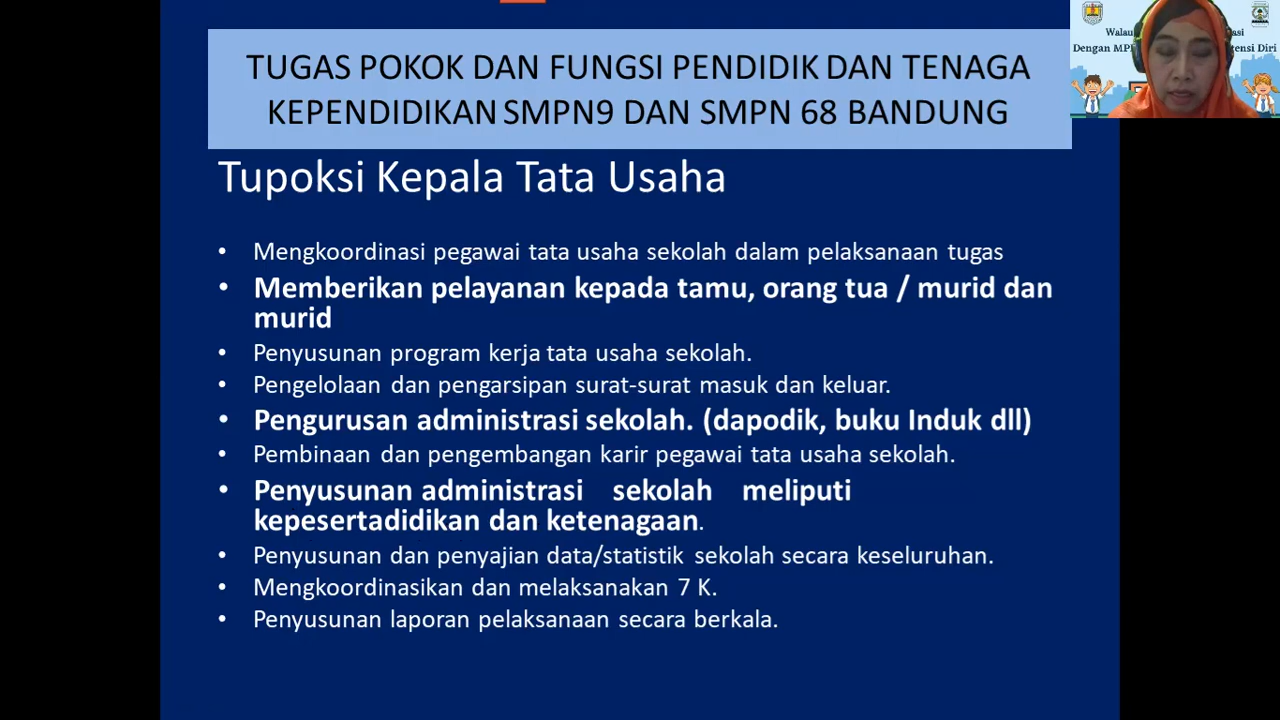 TUGAS POKOK DAN FUNGSI PENDIDIK DAN TENAGA
KEPENDIDIKAN SMPN9 DAN SMPN 68 BANDUNG
Tupoksi Kepala Tata Usaha
• Mengkoordinasi pegawai tata usaha sekolah dalam pelaksanaan tugas
• Memberikan pelayanan kepada tamu, orang tua / murid dan
murid
• Penyusunan program kerja tata usaha sekolah.
• Pengelolaan dan pengarsipan surat-surat masuk dan keluar.
• Pengurusan administrasi sekolah. (dapodik, buku Induk dll)
• Pembinaan dan pengembangan karir pegawai tata usaha sekolah.
• Penyusunan administrasi sekolah meliputi
kepesertadidikan dan ketenagaan.
• Penyusunan dan penyajian data/statistik sekolah secara keseluruhan.
• Mengkoordinasikan dan melaksanakan 7 K.
• Penyusunan laporan pelaksanaan secara berkala.
Walau
Dengan Diri